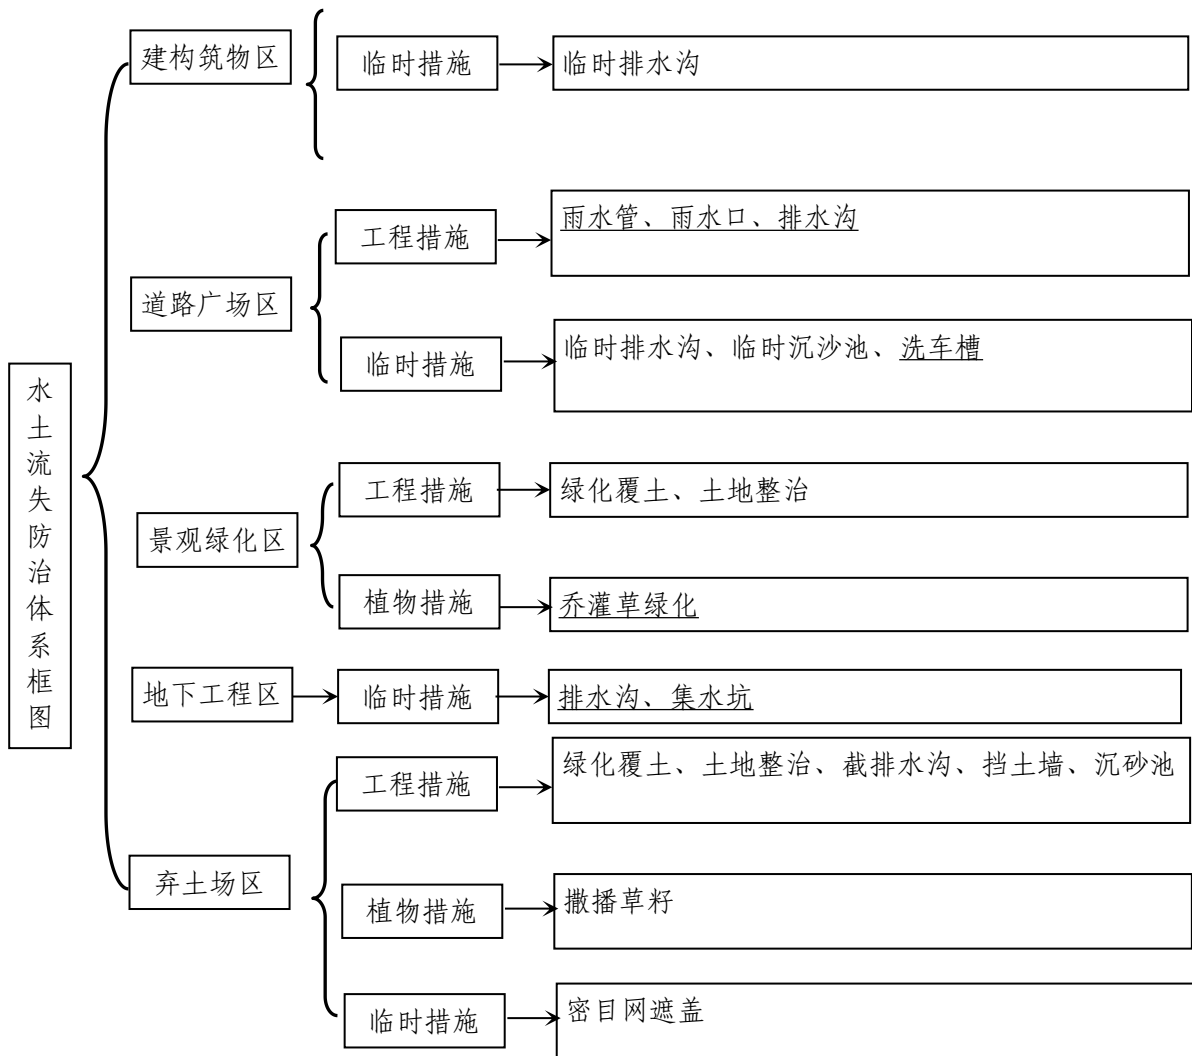 水土流失防治体系框图
建构筑物区
临时措施
临时排水沟
道路广场区
工程措施
雨水管、雨水口、排水沟
临时措施
临时排水沟、临时沉沙池、洗车槽
景观绿化区
工程措施
绿化覆土、土地整治
植物措施
乔灌草绿化
地下工程区
临时措施
排水沟、集水坑
弃土场区
工程措施
绿化覆土、土地整治、截排水沟、挡土墙、沉砂池
植物措施
撒播草籽
临时措施
密目网遮盖